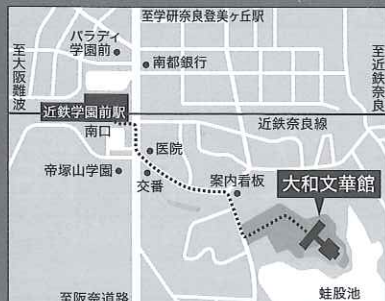 至学研奈良登美ヶ丘駅
パラディ
学園前
南都銀行
至大阪難波
至近鉄奈良
近鉄学園前駅
南口
近鉄奈良線
医院
帝塚山学園
交番
案内看板
大和文華館
至阪奈道路
蛙股池